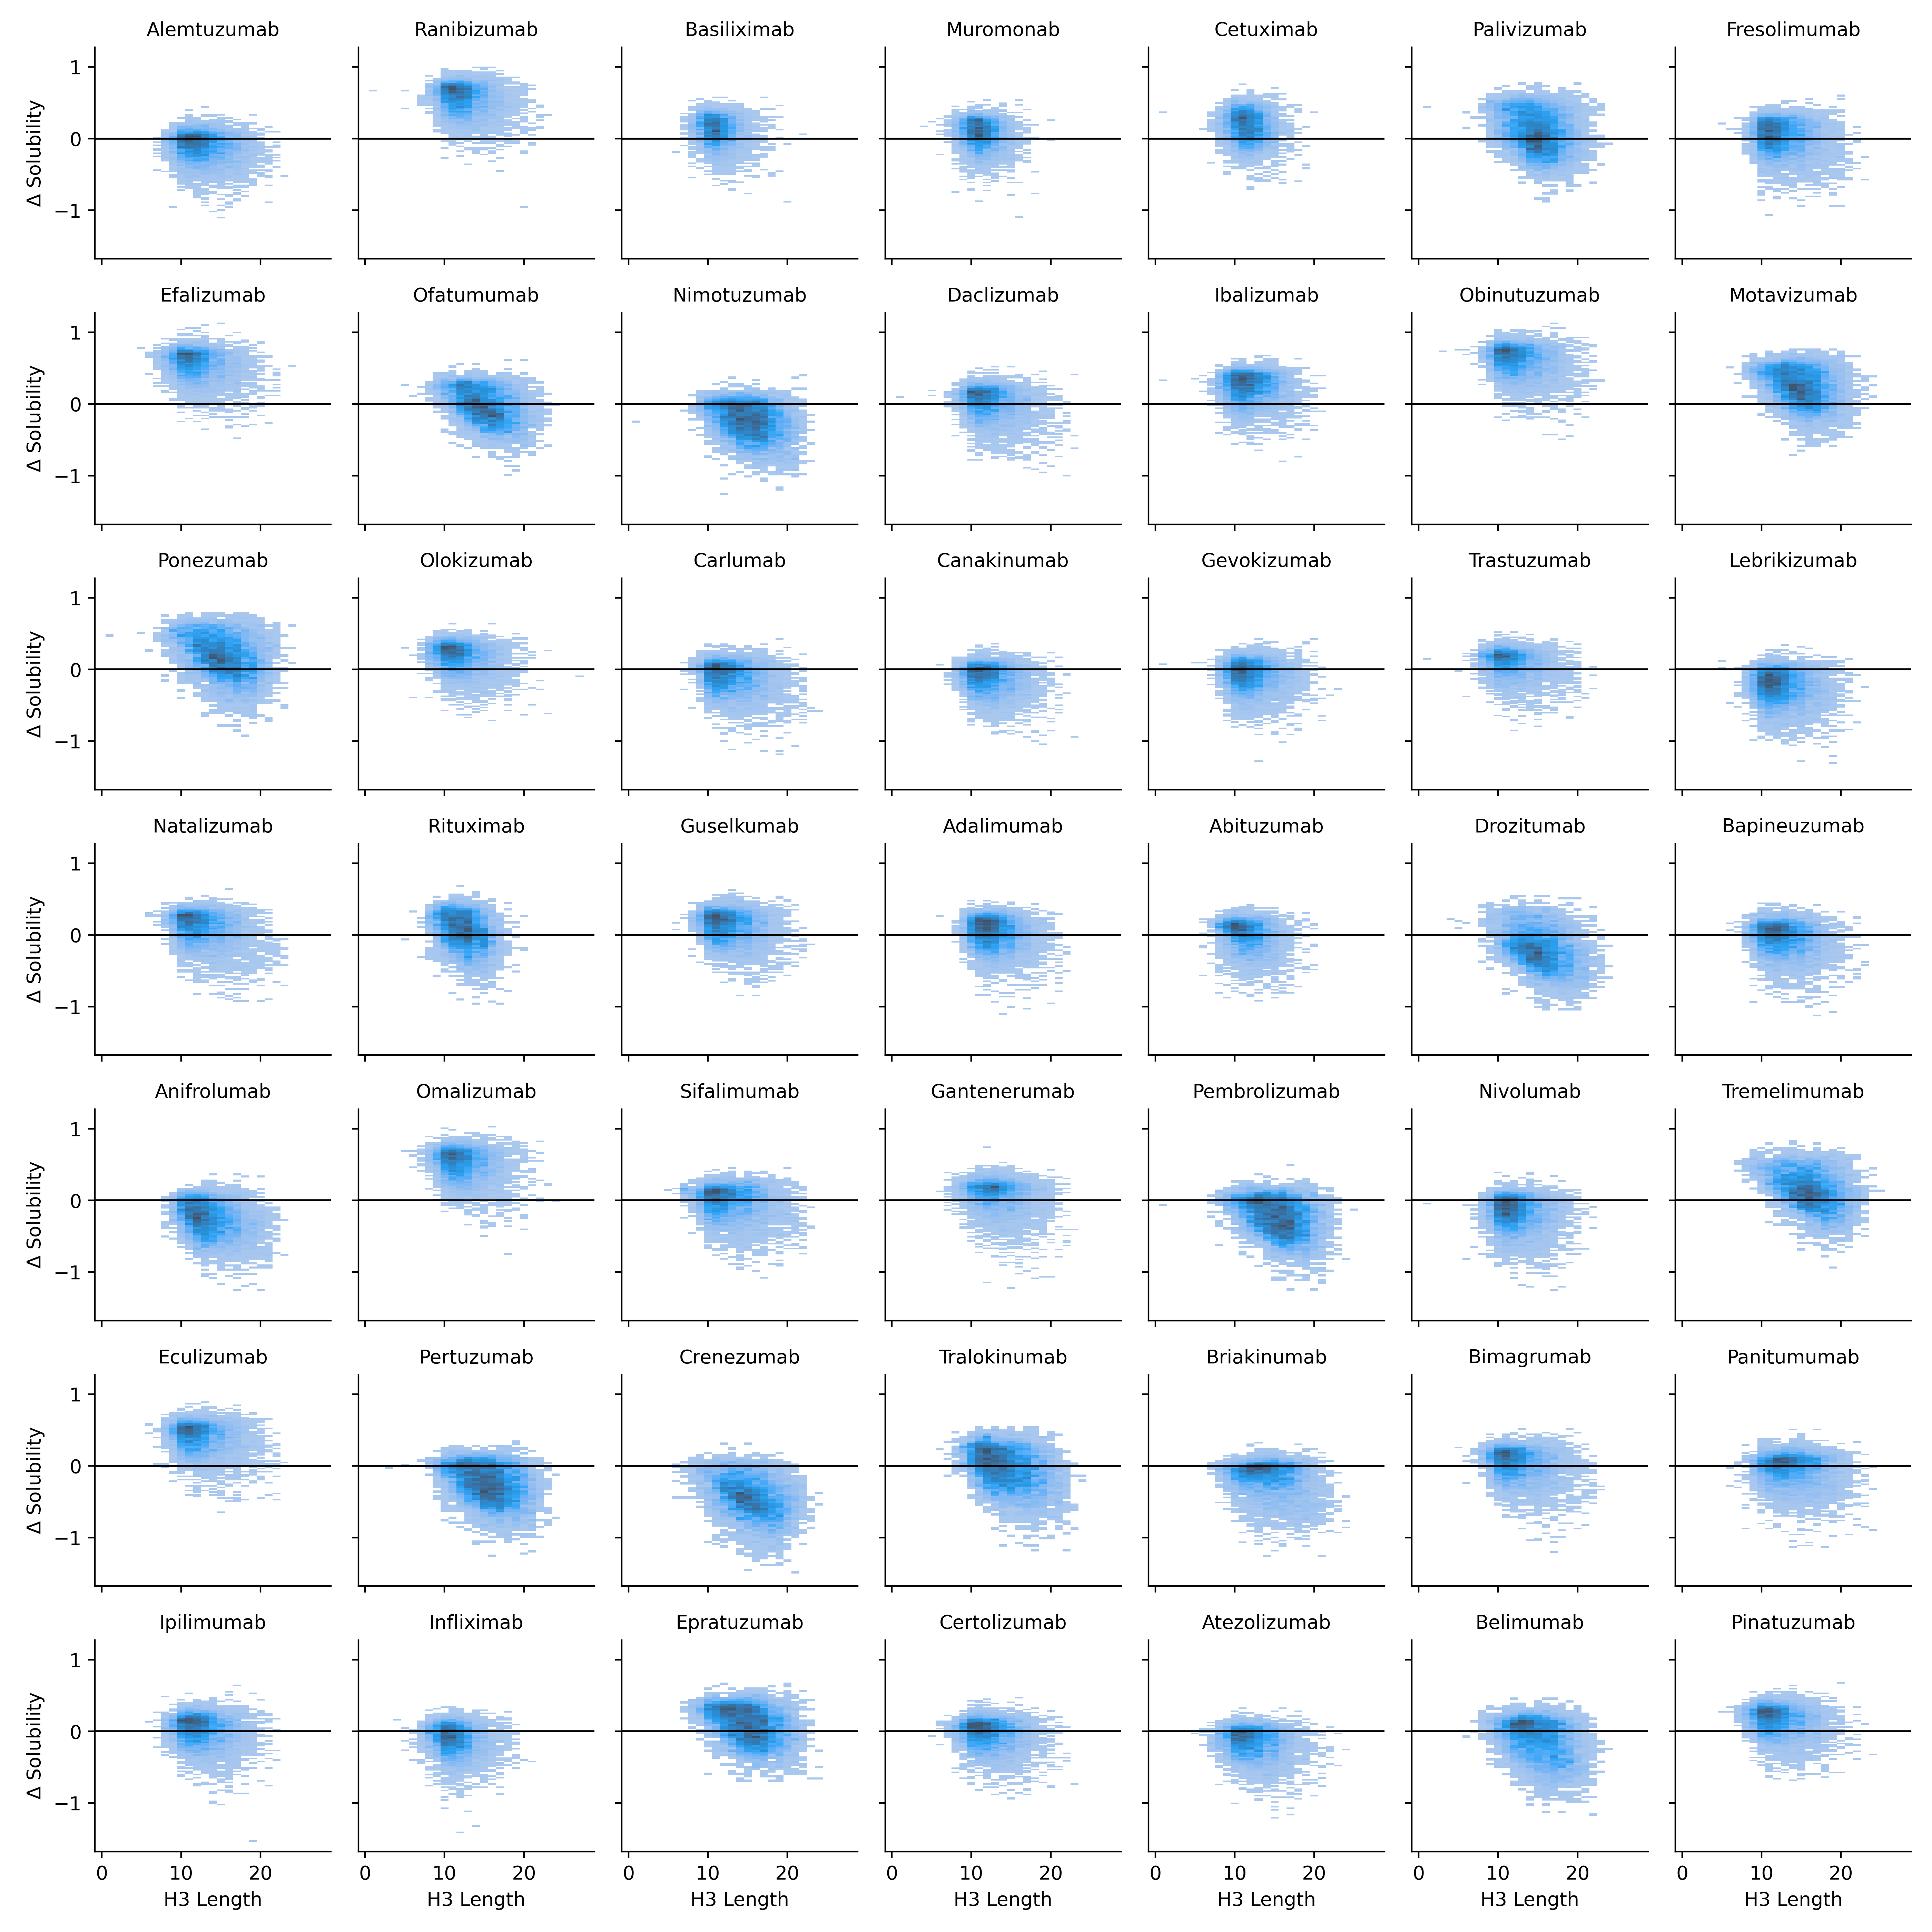 Alemtuzumab Ranibizumab Basiliximab Muromonab Cetuximab Palivizumab Fresolimumab
1
0
−1
Δ Solubility
Efalizumab Ofatumumab Nimotuzumab Daclizumab Ibalizumab Obinutuzumab Motavizumab
1
0
−1
Δ Solubility
Ponezumab Olokizumab Carlumab Canakinumab Gevokizumab Trastuzumab Lebrikizumab
1
0
−1
Δ Solubility
Natalizumab Rituximab Guselkumab Adalimumab Abituzumab Drozitumab Bapineuzumab
1
0
−1
Δ Solubility
Anifrolumab Omalizumab Sifalimumab Gantenerumab Pembrolizumab Nivolumab Tremelimumab
1
0
−1
Δ Solubility
Eculizumab Pertuzumab Crenezumab Tralokinumab Briakinumab Bimagrumab Panitumumab
1
0
−1
Δ Solubility
Ipilimumab Infliximab Epratuzumab Certolizumab Atezolizumab Belimumab Pinatuzumab
1
0
−1
Δ Solubility
0 10 20 0 10 20 0 10 20 0 10 20 0 10 20 0 10 20 0 10 20
H3 Length H3 Length H3 Length H3 Length H3 Length H3 Length H3 Length